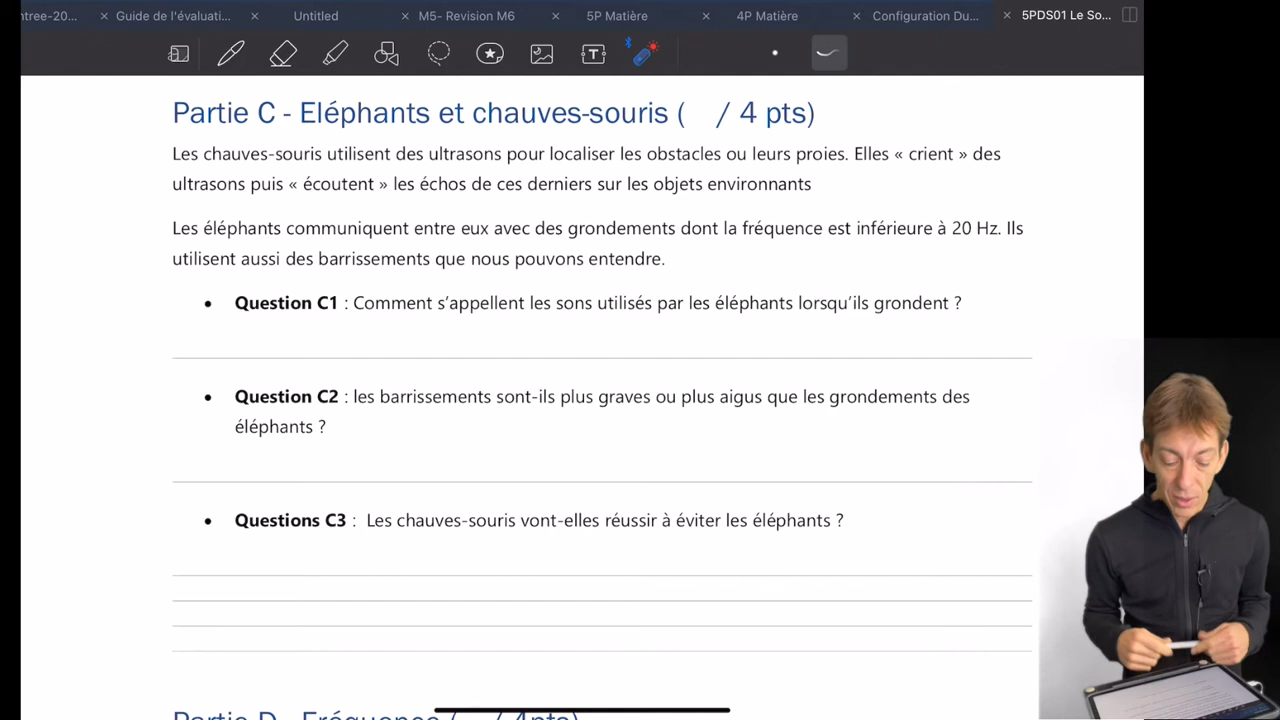 ntree-20... × Guide de l'évaluati... × Untitled × M5- Revision M6 × 5P Matière × 4P Matière × Configuration Du... × 5PDS01 Le So...
Partie C - Eléphants et chauves-souris ( / 4 pts)
Les chauves-souris utilisent des ultrasons pour localiser les obstacles ou leurs proies. Elles « crient » des
ultrasons puis « écoutent » les échos de ces derniers sur les objets environnants
Les éléphants communiquent entre eux avec des grondements dont la fréquence est inférieure à 20 Hz. Ils
utilisent aussi des barrissements que nous pouvons entendre.
• Question C1 : Comment s'appellent les sons utilisés par les éléphants lorsqu'ils grondent ?
• Question C2 : les barrissements sont-ils plus graves ou plus aigus que les grondements des
éléphants ?
• Questions C3 : Les chauves-souris vont-elles réussir à éviter les éléphants ?
Partie D - Fréquence ( / 4pts)